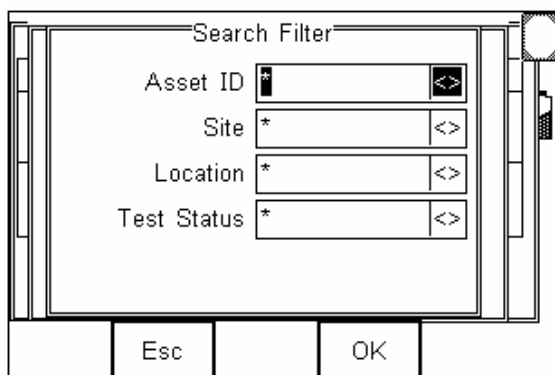 Search Filter
Asset ID * <>
Site * <>
Location * <>
Test Status * <>
Esc OK